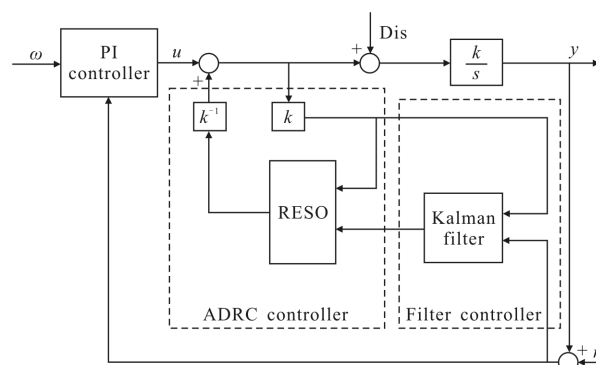 Dis
ω
PI
controller
u
+
k
s
y
+
k⁻¹
k
RESO
Kalman
filter
ADRC controller
Filter controller
+